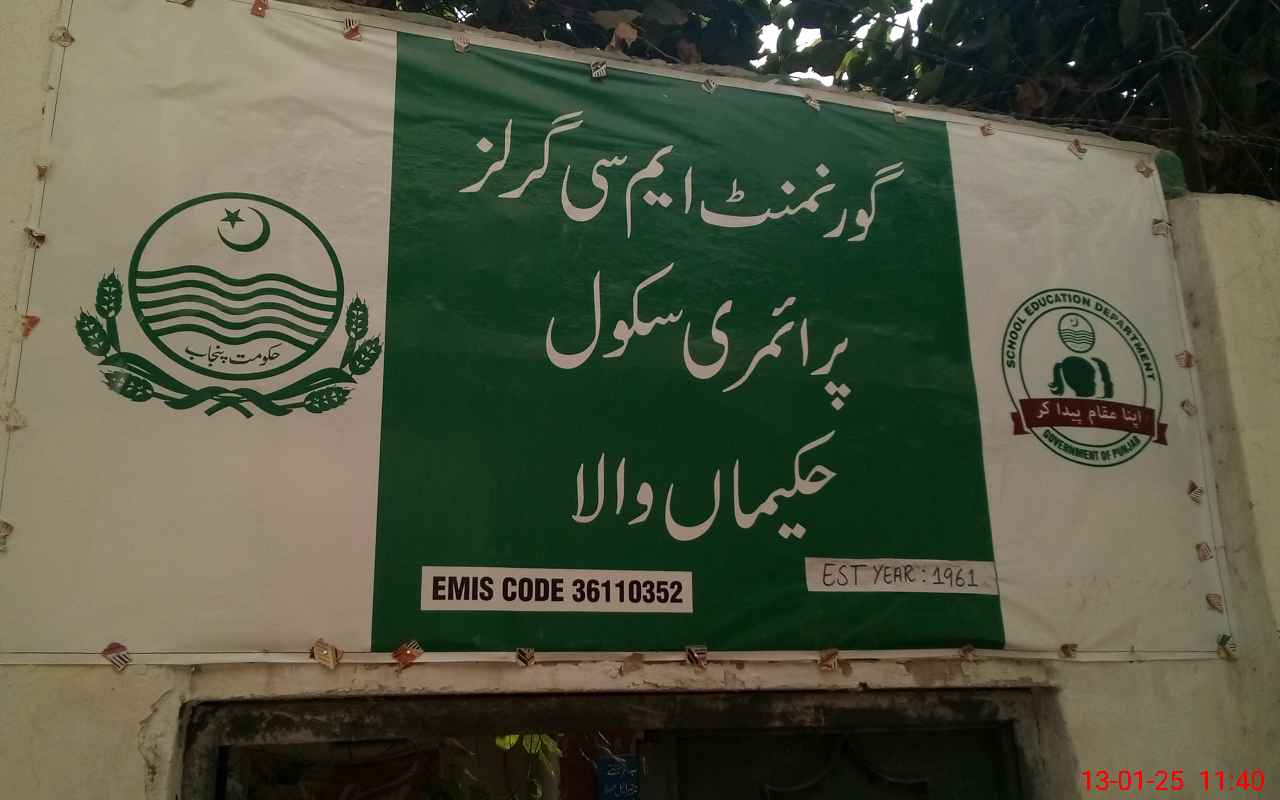 گورنمنٹ ایم سی گرلز
پرائمری سکول
حکیماں والا
EMIS CODE 36110352
EST YEAR : 1961
حکومت پنجاب
SCHOOL EDUCATION DEPARTMENT
اپنا مقام پیدا کر
GOVERNMENT OF PUNJAB
13-01-25 11:40